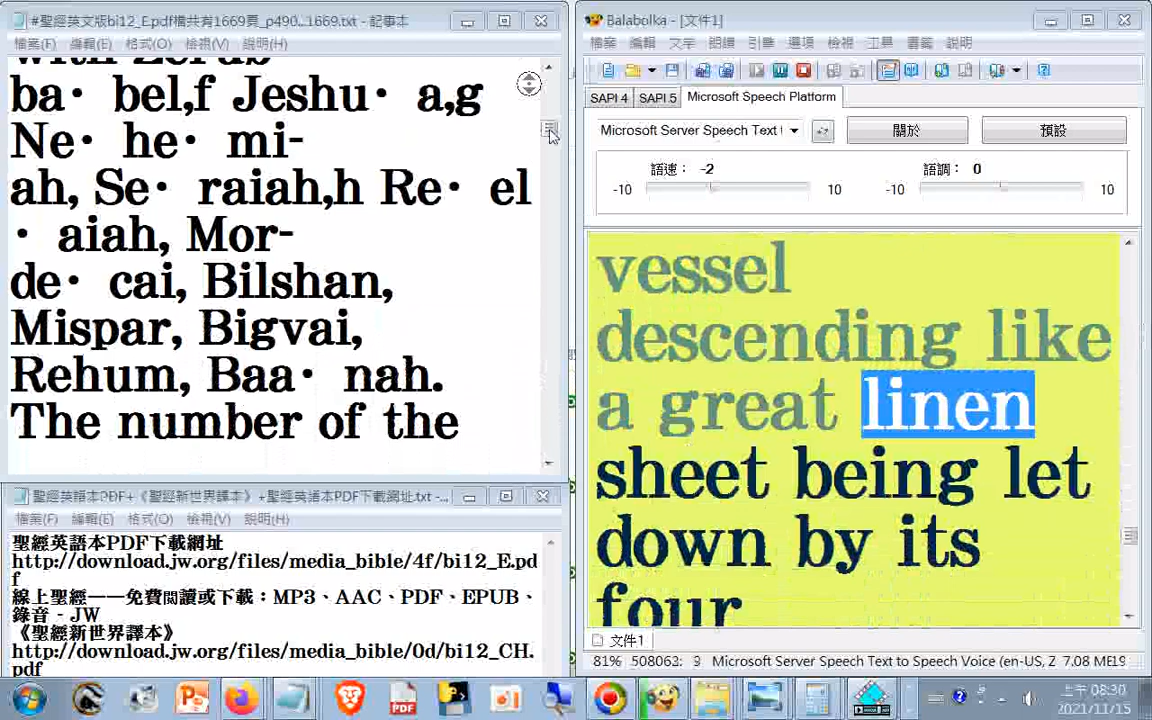 #聖經英文版bi12_E.pdf檔共有1669頁_p490...1669.txt - 記事本
檔案(F) 編輯(E) 格式(O) 檢視(V) 說明(H)
with Zerub
ba· bel,f Jeshu· a,g
Ne· he· mi-
ah, Se· raiah,h Re· el
· aiah, Mor-
de· cai, Bilshan,
Mispar, Bigvai,
Rehum, Baa· nah.
The number of the
聖經英語本PDF+《聖經新世界譯本》+聖經英語本PDF下載網址.txt -...
檔案(F) 編輯(E) 格式(O) 檢視(V) 說明(H)
聖經英語本PDF下載網址
http://download.jw.org/files/media_bible/4f/bi12_E.pd
f
線上聖經——免費閱讀或下載：MP3、AAC、PDF、EPUB、
錄音 - JW
《聖經新世界譯本》
http://download.jw.org/files/media_bible/0d/bi12_CH.
pdf
Balabolka - [文件1]
檔案 編輯 文字 朗讀 引擎 選項 檢視 工具 書籤 說明
SAPI 4 SAPI 5 Microsoft Speech Platform
Microsoft Server Speech Text 關於 預設
語速： -2 語調： 0
-10 10 -10 10
vessel
descending like
a great linen
sheet being let
down by its
four
文件1
81% 508063: 9 Microsoft Server Speech Text to Speech Voice (en-US, Z 7.08 ME19
PDF
上午 08:30
2021/11/15